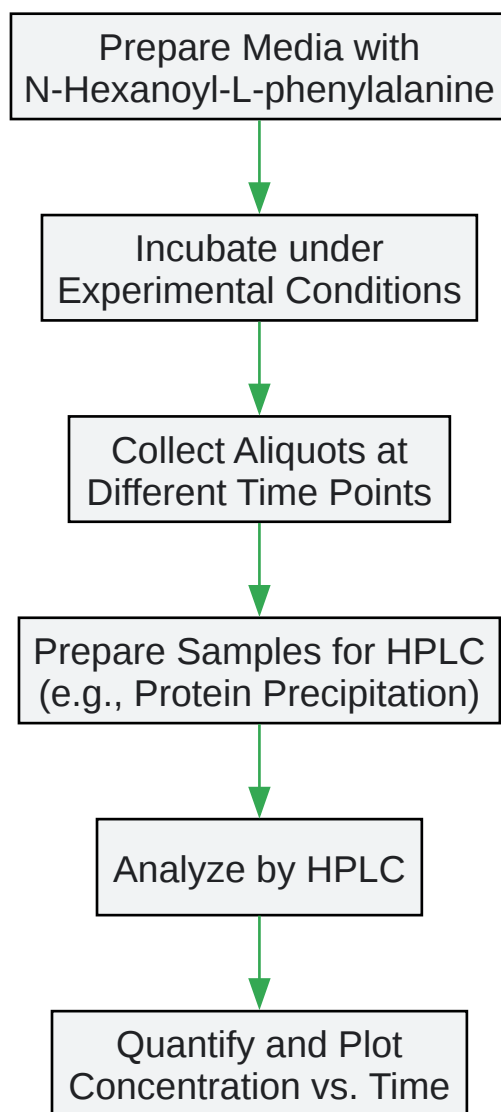 Prepare Media with
N-Hexanoyl-L-phenylalanine
Incubate under
Experimental Conditions
Collect Aliquots at
Different Time Points
Prepare Samples for HPLC
(e.g., Protein Precipitation)
Analyze by HPLC
Quantify and Plot
Concentration vs. Time